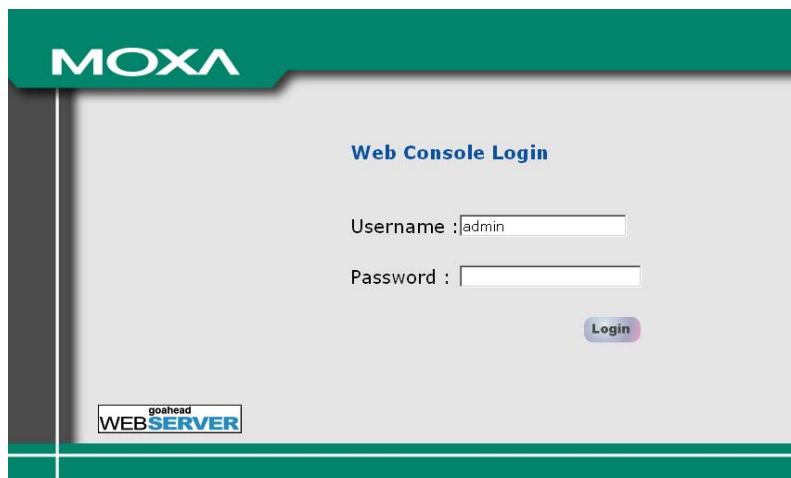 MOXA
Web Console Login
Username : admin
Password :
Login
goahead
WEBSERVER